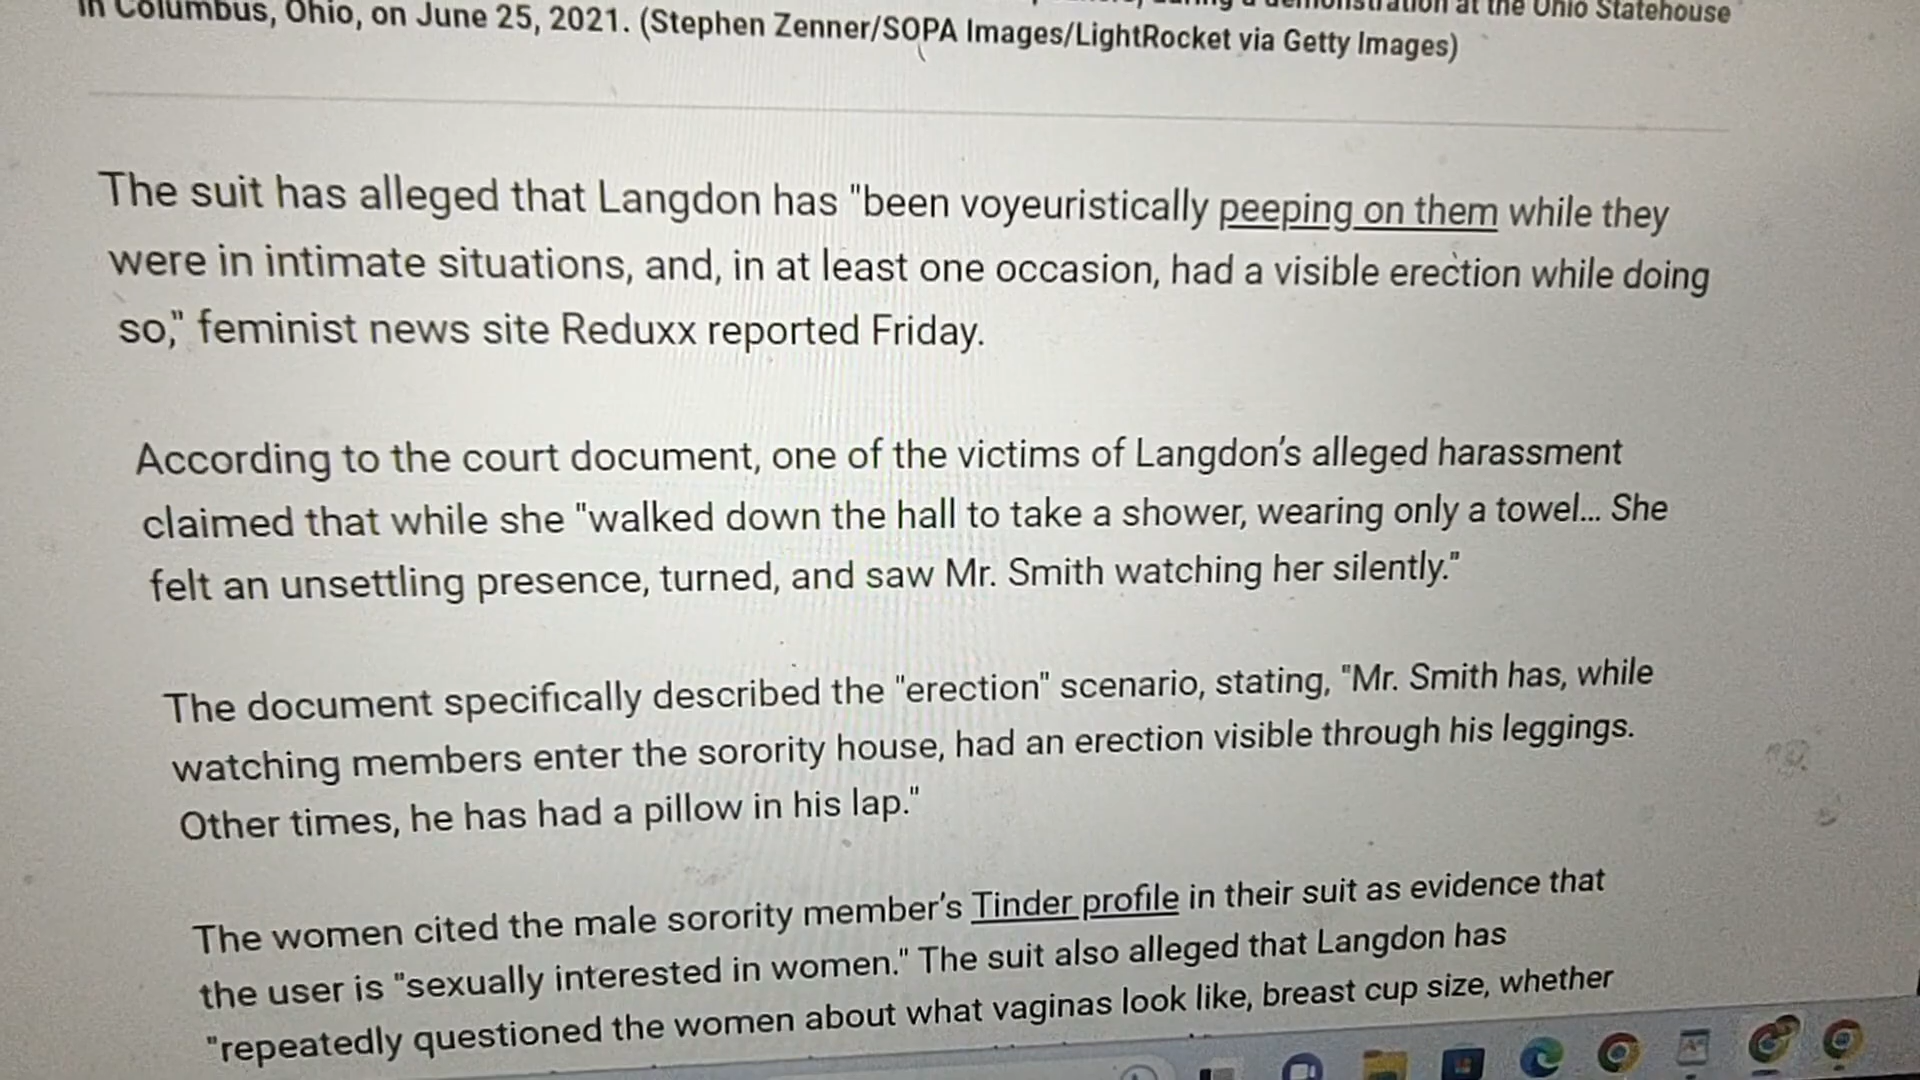 in Columbus, Ohio, on June 25, 2021. (Stephen Zenner/SOPA Images/LightRocket via Getty Images) demonstration at the Ohio Statehouse
The suit has alleged that Langdon has "been voyeuristically peeping on them while they
were in intimate situations, and, in at least one occasion, had a visible erection while doing
so," feminist news site Reduxx reported Friday.
According to the court document, one of the victims of Langdon's alleged harassment
claimed that while she "walked down the hall to take a shower, wearing only a towel... She
felt an unsettling presence, turned, and saw Mr. Smith watching her silently."
The document specifically described the "erection" scenario, stating, "Mr. Smith has, while
watching members enter the sorority house, had an erection visible through his leggings.
Other times, he has had a pillow in his lap."
The women cited the male sorority member's Tinder profile in their suit as evidence that
the user is "sexually interested in women." The suit also alleged that Langdon has
"repeatedly questioned the women about what vaginas look like, breast cup size, whether